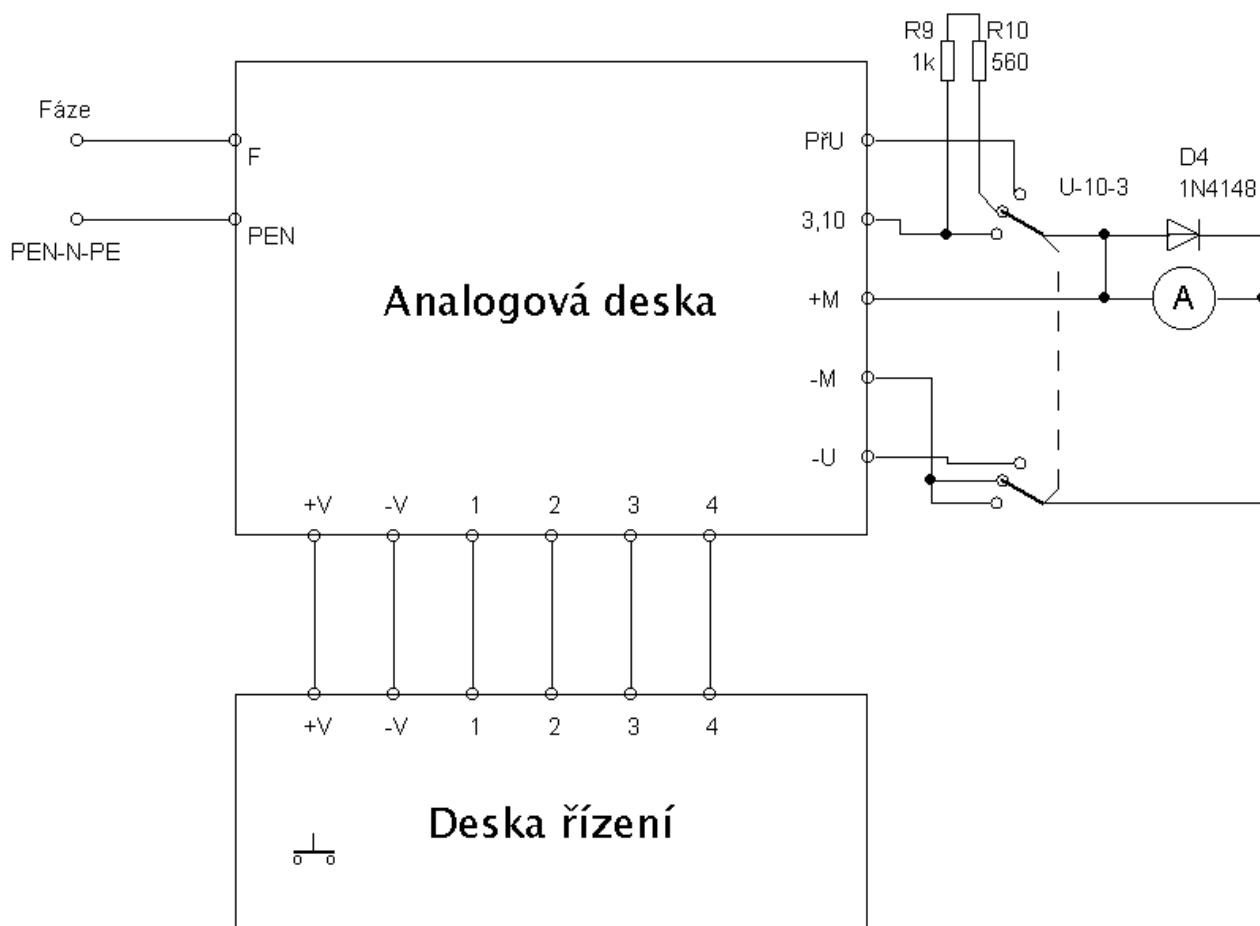 R9
1k
R10
560
Fáze
F
PEN-N-PE
PEN
Analogová deska
PřU
3,10
+M
-M
-U
U-10-3
D4
1N4148
A
+V -V 1 2 3 4
+V -V 1 2 3 4
Deska řízení